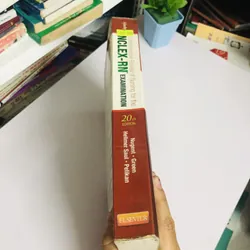 NCLEX-RN®
EXAMINATION
20th
EDITION
Nugent • Green
Hellmer Saul • Pelikan
ELSEVIER